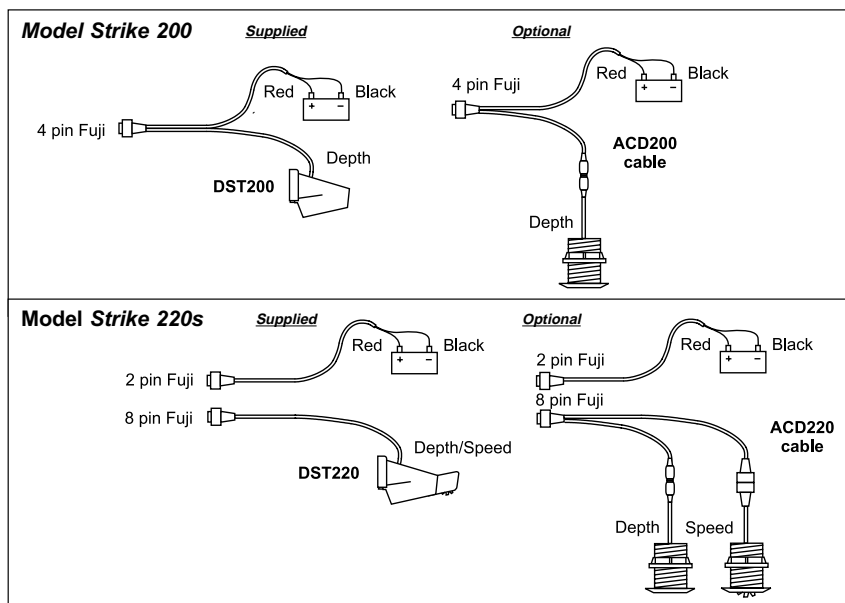 Model Strike 200
Supplied
Optional
Red
Black
+ −
4 pin Fuji
Depth
DST200
4 pin Fuji
Red
Black
+ −
ACD200
cable
Depth
Model Strike 220s
Supplied
Optional
Red
Black
+ −
2 pin Fuji
8 pin Fuji
Depth/Speed
DST220
Red
Black
+ −
2 pin Fuji
8 pin Fuji
ACD220
cable
Depth
Speed